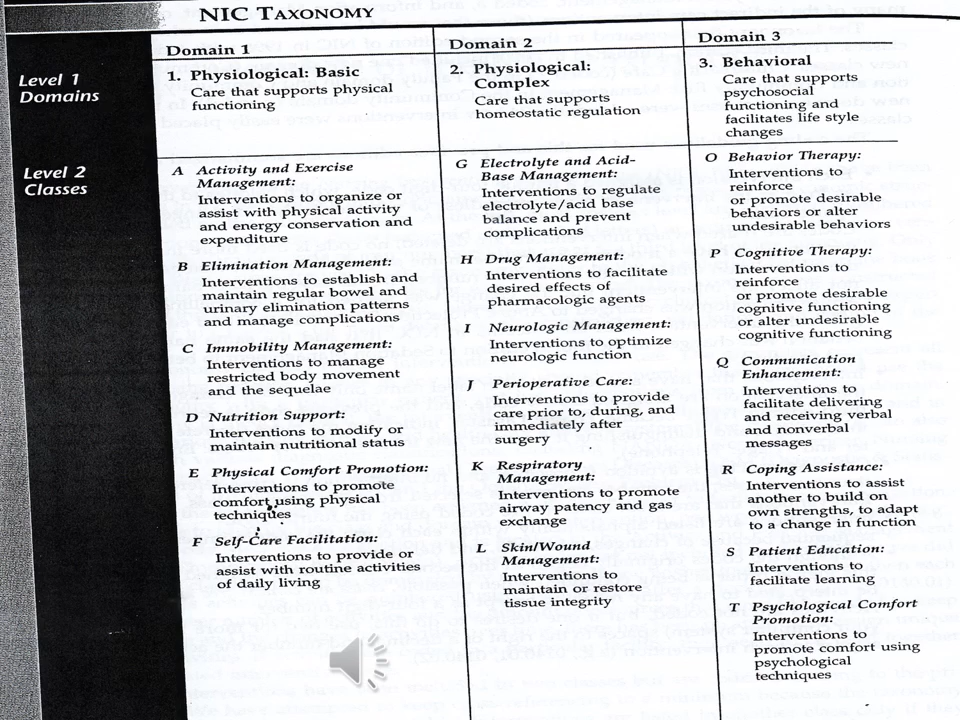 NIC TAXONOMY
Level 1
Domains
Domain 1
1. Physiological: Basic
Care that supports physical
functioning
Domain 2
2. Physiological:
Complex
Care that supports
homeostatic regulation
Domain 3
3. Behavioral
Care that supports
psychosocial
functioning and
facilitates life style
changes
Level 2
Classes
A Activity and Exercise
Management:
Interventions to organize or
assist with physical activity
and energy conservation and
expenditure
B Elimination Management:
Interventions to establish and
maintain regular bowel and
urinary elimination patterns
and manage complications
C Immobility Management:
Interventions to manage
restricted body movement
and the sequelae
D Nutrition Support:
Interventions to modify or
maintain nutritional status
E Physical Comfort Promotion:
Interventions to promote
comfort using physical
techniques
F Self-Care Facilitation:
Interventions to provide or
assist with routine activities
of daily living
G Electrolyte and Acid-
Base Management:
Interventions to regulate
electrolyte/acid base
balance and prevent
complications
H Drug Management:
Interventions to facilitate
desired effects of
pharmacologic agents
I Neurologic Management:
Interventions to optimize
neurologic function
J Perioperative Care:
Interventions to provide
care prior to, during, and
immediately after
surgery
K Respiratory
Management:
Interventions to promote
airway patency and gas
exchange
L Skin/Wound
Management:
Interventions to
maintain or restore
tissue integrity
O Behavior Therapy:
Interventions to
reinforce
or promote desirable
behaviors or alter
undesirable behaviors
P Cognitive Therapy:
Interventions to
reinforce
or promote desirable
cognitive functioning
or alter undesirable
cognitive functioning
Q Communication
Enhancement:
Interventions to
facilitate delivering
and receiving verbal
and nonverbal
messages
R Coping Assistance:
Interventions to assist
another to build on
own strengths, to adapt
to a change in function
S Patient Education:
Interventions to
facilitate learning
T Psychological Comfort
Promotion:
Interventions to
promote comfort using
psychological
techniques